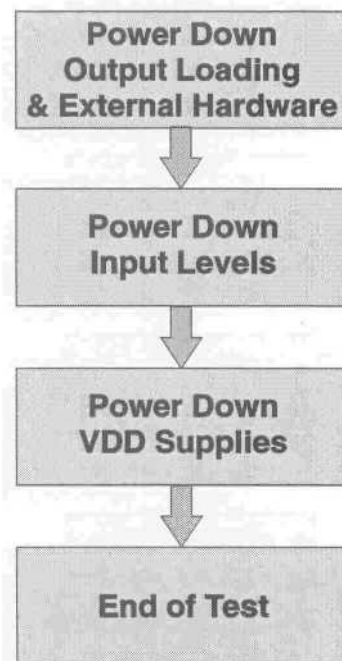 Power Down
Output Loading
& External Hardware
Power Down
Input Levels
Power Down
VDD Supplies
End of Test